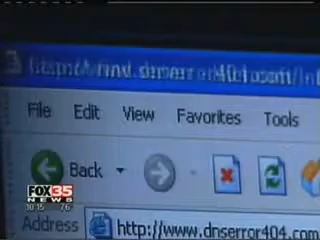 File Edit View Favorites Tools
Back
FOX 35
NEWS
Address http://www.dnserror404.com